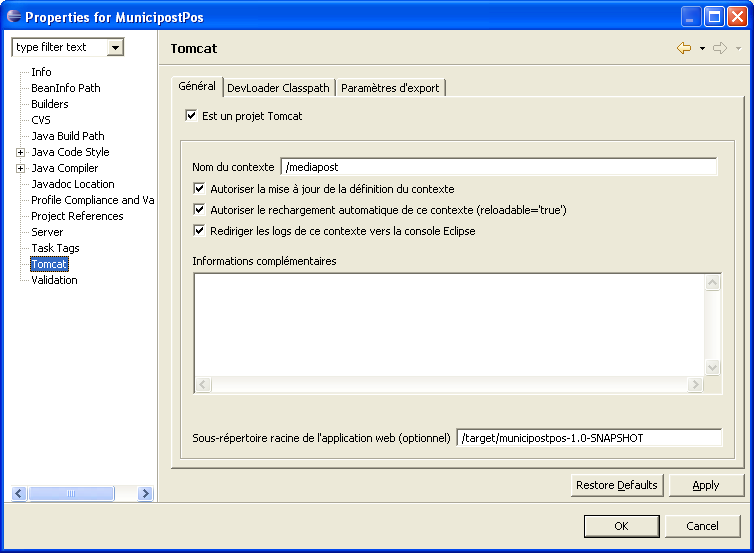 Properties for MunicipostPos
type filter text
Tomcat
Info
BeanInfo Path
Builders
CVS
Java Build Path
Java Code Style
Java Compiler
Javadoc Location
Profile Compliance and Va
Project References
Server
Task Tags
Tomcat
Validation
Général DevLoader Classpath Paramètres d'export
Est un projet Tomcat
Nom du contexte /mediapost
Autoriser la mise à jour de la définition du contexte
Autoriser le rechargement automatique de ce contexte (reloadable='true')
Rediriger les logs de ce contexte vers la console Eclipse
Informations complémentaires
Sous-répertoire racine de l'application web (optionnel) /target/municipostpos-1.0-SNAPSHOT
Restore Defaults Apply
OK Cancel